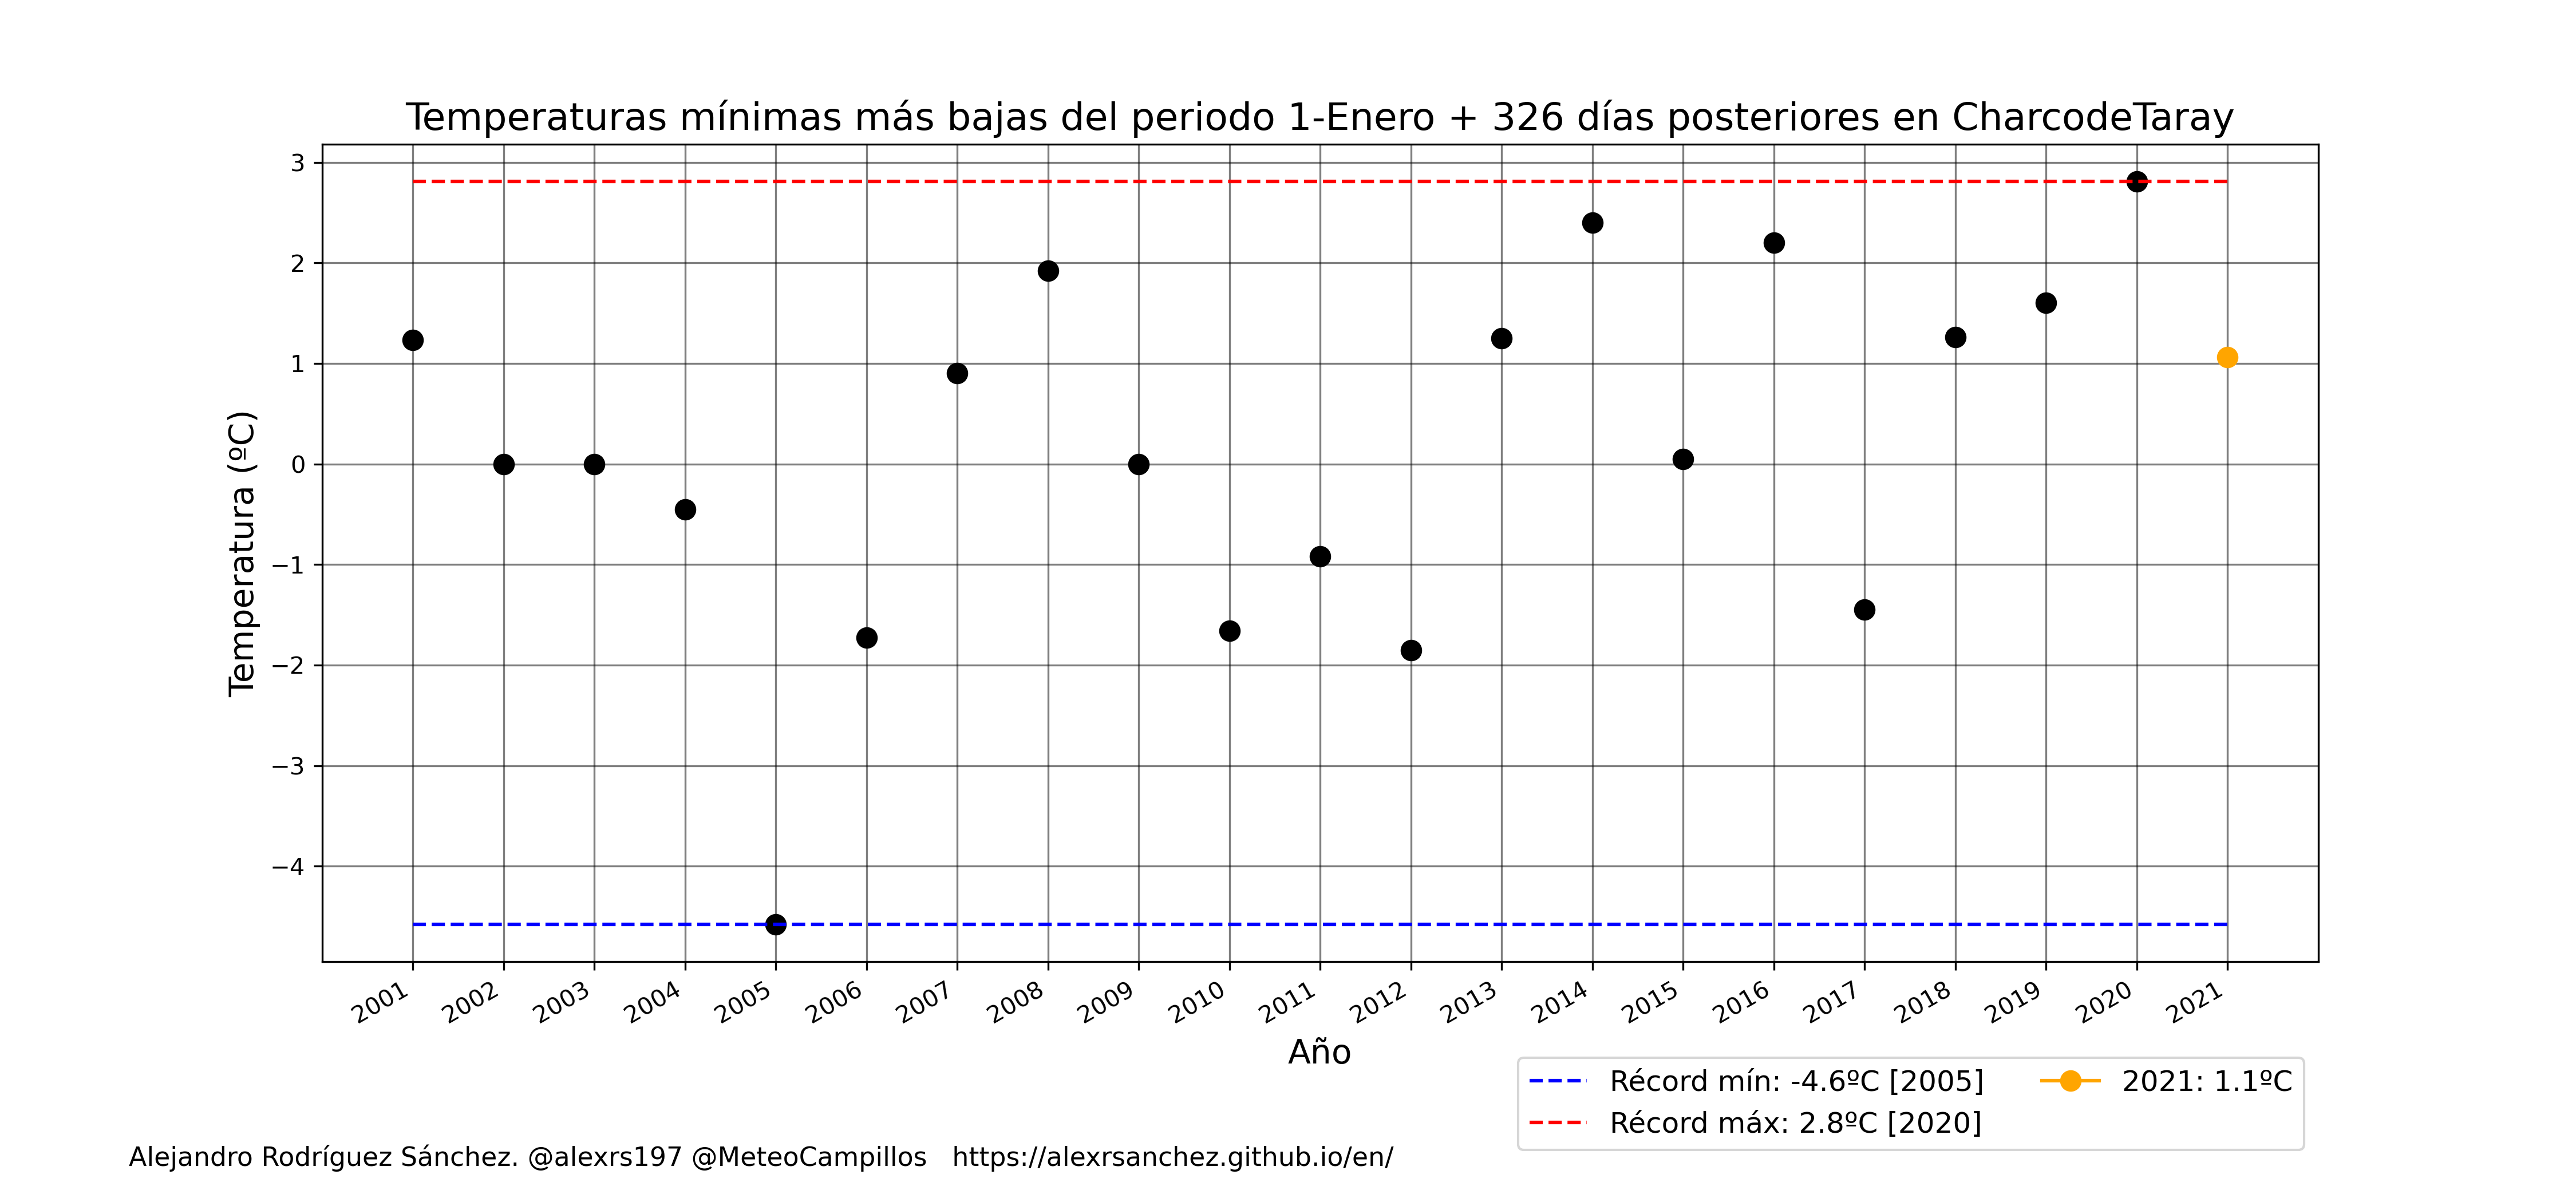 Temperaturas mínimas más bajas del periodo 1-Enero + 326 días posteriores en CharcodeTaray
3
2
1
0
−1
−2
−3
−4
Temperatura (ºC)
2001 2002 2003 2004 2005 2006 2007 2008 2009 2010 2011 2012 2013 2014 2015 2016 2017 2018 2019 2020 2021
Año
Récord mín: -4.6ºC [2005] 2021: 1.1ºC
Récord máx: 2.8ºC [2020]
Alejandro Rodríguez Sánchez. @alexrs197 @MeteoCampillos https://alexrsanchez.github.io/en/